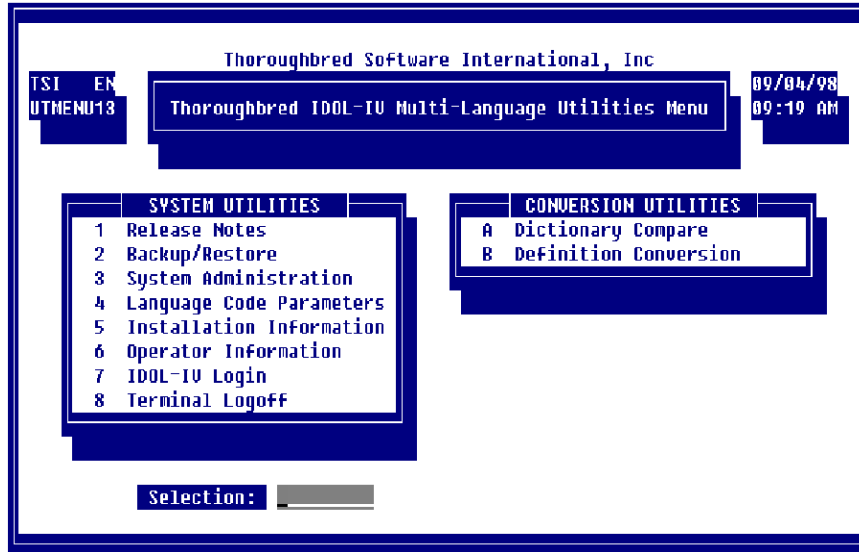 Thoroughbred Software International, Inc
TSI EN
09/04/98
UTMENU13
Thoroughbred IDOL-IV Multi-Language Utilities Menu
09:19 AM
SYSTEM UTILITIES
1 Release Notes
2 Backup/Restore
3 System Administration
4 Language Code Parameters
5 Installation Information
6 Operator Information
7 IDOL-IV Login
8 Terminal Logoff
CONVERSION UTILITIES
A Dictionary Compare
B Definition Conversion
Selection: